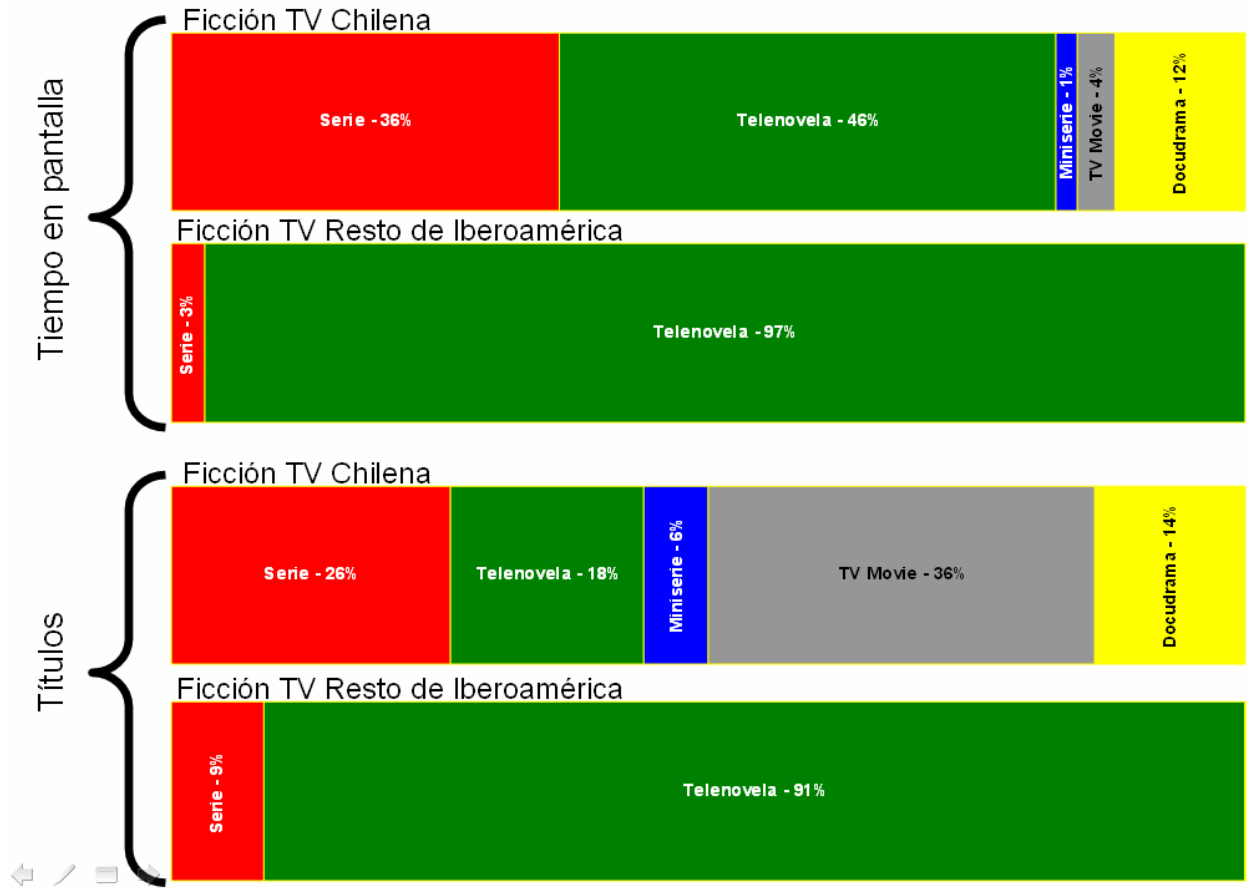 Tiempo en pantalla
Ficción TV Chilena
Serie - 36%
Telenovela - 46%
Miniserie - 1%
TV Movie - 4%
Docudrama - 12%
Ficción TV Resto de Iberoamérica
Serie - 3%
Telenovela - 97%
Títulos
Ficción TV Chilena
Serie - 26%
Telenovela - 18%
Miniserie - 6%
TV Movie - 36%
Docudrama - 14%
Ficción TV Resto de Iberoamérica
Serie - 9%
Telenovela - 91%